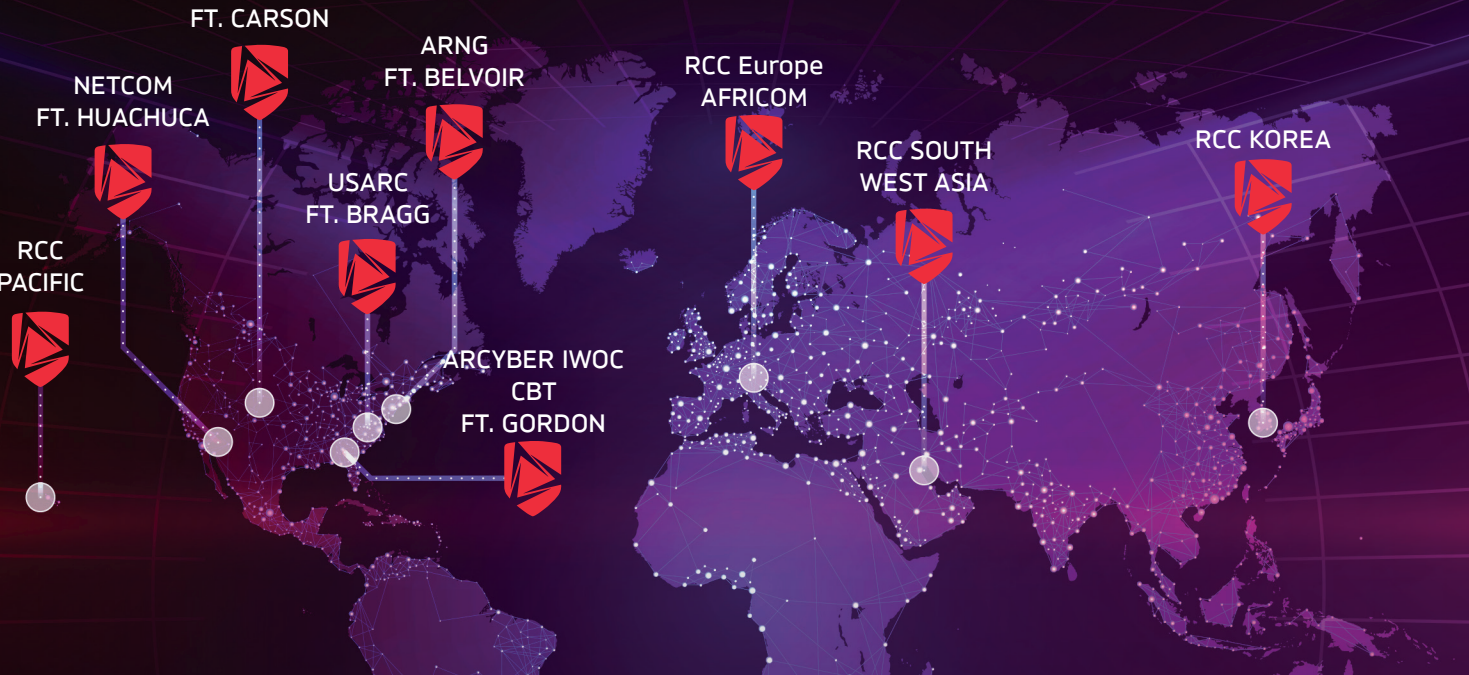 FT. CARSON
ARNG
FT. BELVOIR
NETCOM
FT. HUACHUCA
RCC Europe
AFRICOM
RCC SOUTH
WEST ASIA
RCC KOREA
USARC
FT. BRAGG
RCC
PACIFIC
ARCYBER IWOC
CBT
FT. GORDON